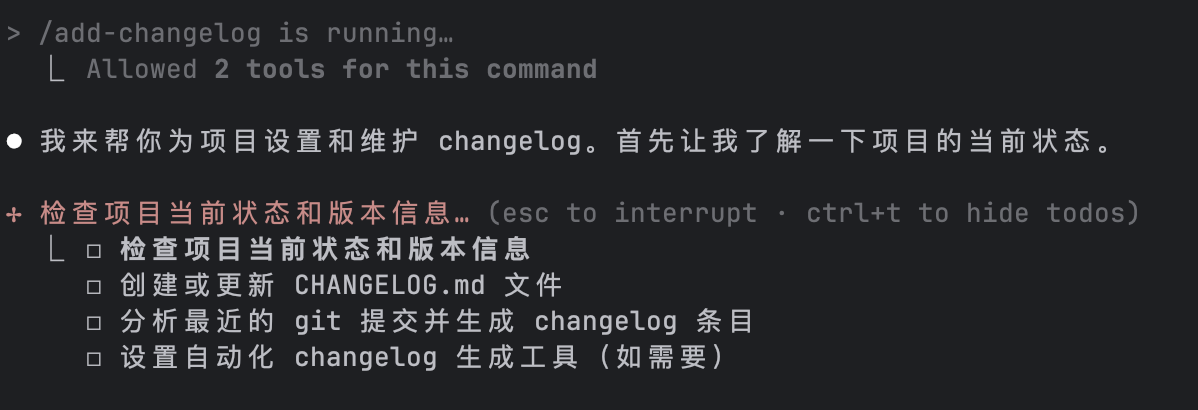 > /add-changelog is running…
⎿ Allowed 2 tools for this command
● 我来帮你为项目设置和维护 changelog。首先让我了解一下项目的当前状态。
✢ 检查项目当前状态和版本信息… (esc to interrupt · ctrl+t to hide todos)
⎿ ☐ 检查项目当前状态和版本信息
☐ 创建或更新 CHANGELOG.md 文件
☐ 分析最近的 git 提交并生成 changelog 条目
☐ 设置自动化 changelog 生成工具（如需要）